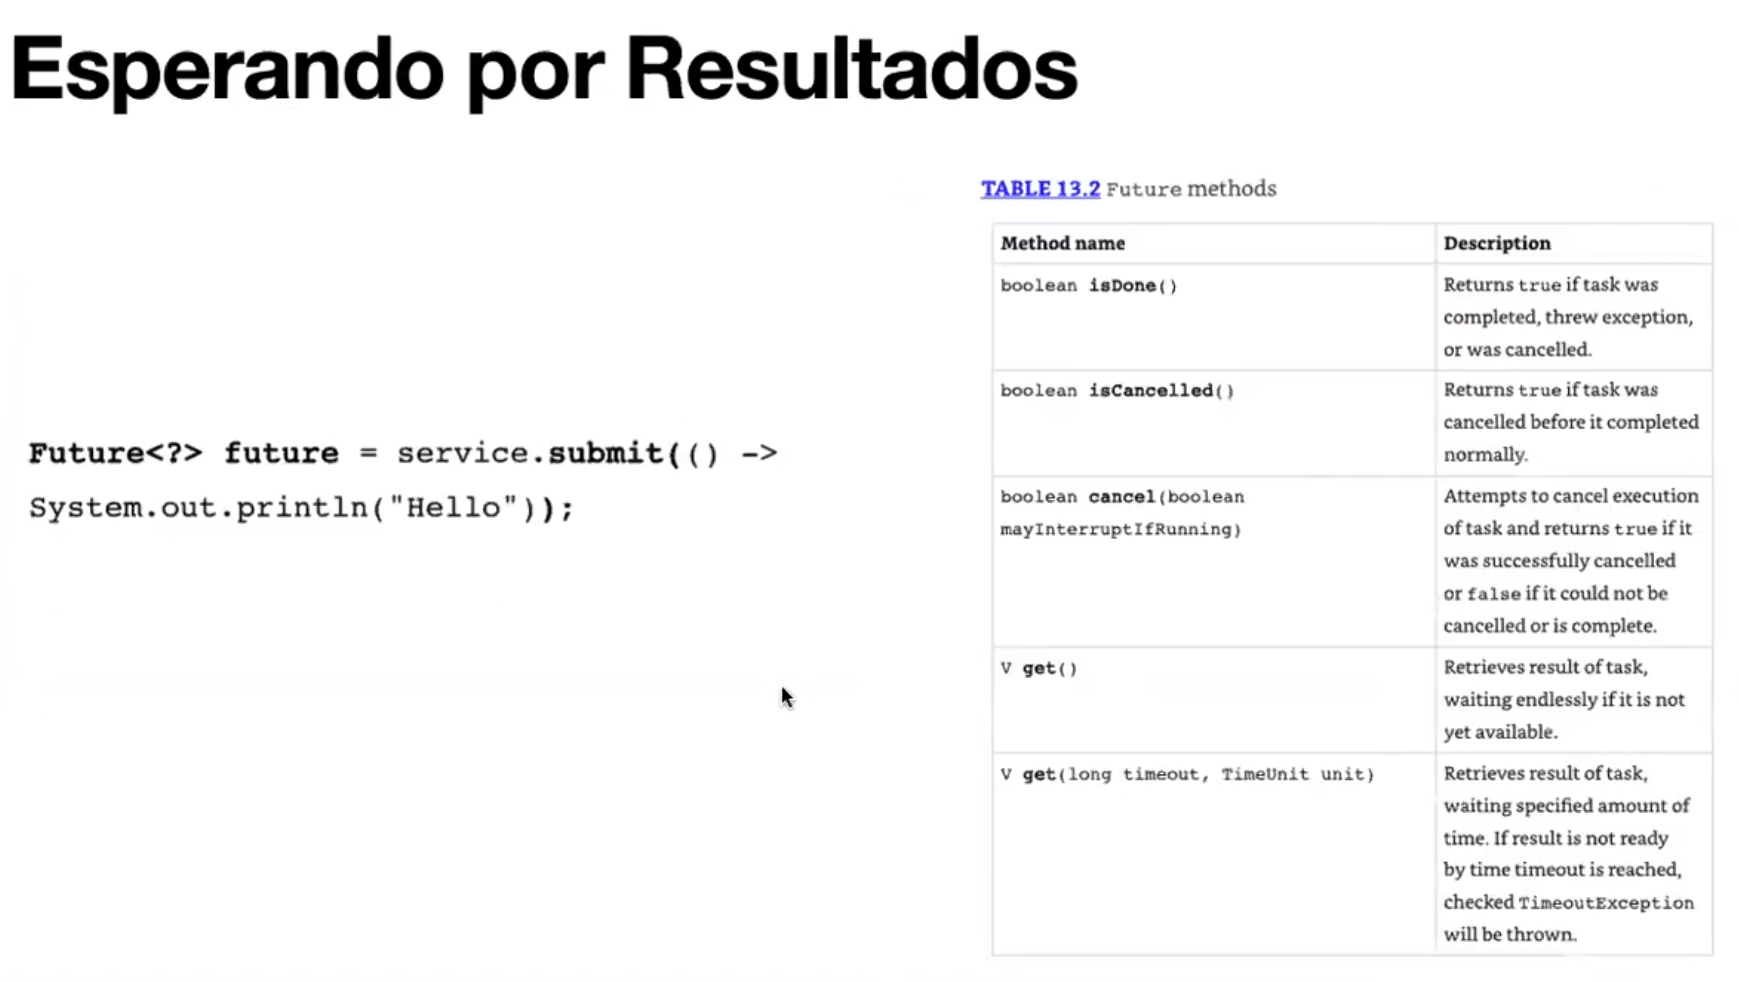 Esperando por Resultados
Future<?> future = service.submit(() ->
System.out.println("Hello"));
TABLE 13.2 Future methods
Method name
Description
boolean isDone()
Returns true if task was
completed, threw exception,
or was cancelled.
boolean isCancelled()
Returns true if task was
cancelled before it completed
normally.
boolean cancel(boolean
mayInterruptIfRunning)
Attempts to cancel execution
of task and returns true if it
was successfully cancelled
or false if it could not be
cancelled or is complete.
V get()
Retrieves result of task,
waiting endlessly if it is not
yet available.
V get(long timeout, TimeUnit unit)
Retrieves result of task,
waiting specified amount of
time. If result is not ready
by time timeout is reached,
checked TimeoutException
will be thrown.